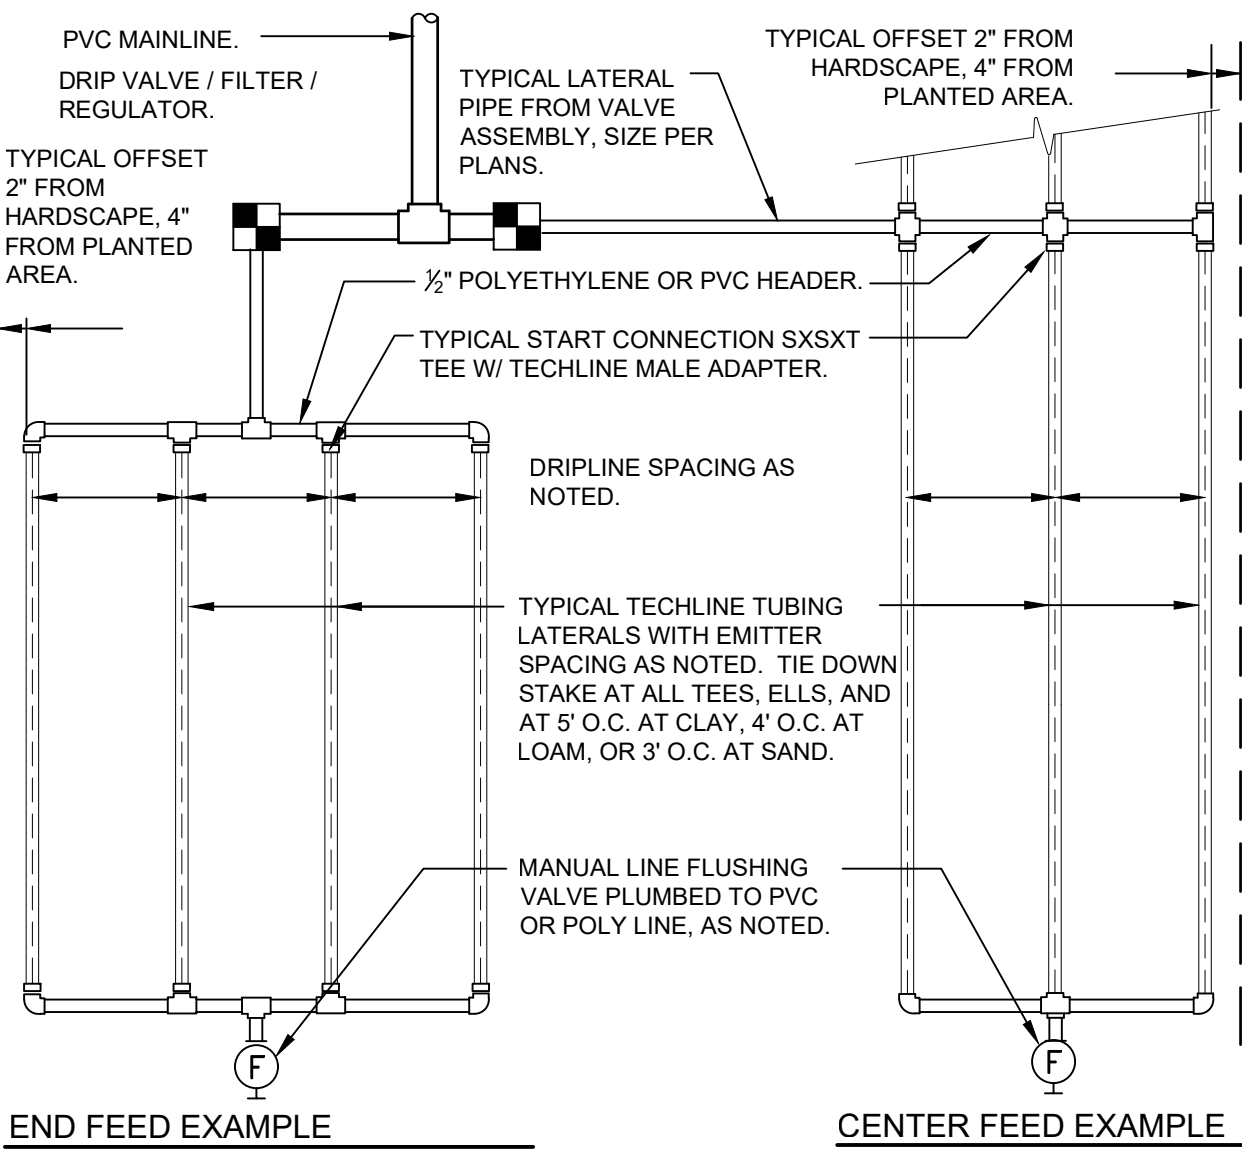 PVC MAINLINE.
DRIP VALVE / FILTER /
REGULATOR.
TYPICAL OFFSET
2" FROM
HARDSCAPE, 4"
FROM PLANTED
AREA.
TYPICAL LATERAL
PIPE FROM VALVE
ASSEMBLY, SIZE PER
PLANS.
TYPICAL OFFSET 2" FROM
HARDSCAPE, 4" FROM
PLANTED AREA.
½" POLYETHYLENE OR PVC HEADER.
TYPICAL START CONNECTION SXSXT
TEE W/ TECHLINE MALE ADAPTER.
DRIPLINE SPACING AS
NOTED.
TYPICAL TECHLINE TUBING
LATERALS WITH EMITTER
SPACING AS NOTED.  TIE DOWN
STAKE AT ALL TEES, ELLS, AND
AT 5' O.C. AT CLAY, 4' O.C. AT
LOAM, OR 3' O.C. AT SAND.
MANUAL LINE FLUSHING
VALVE PLUMBED TO PVC
OR POLY LINE, AS NOTED.
F
F
END FEED EXAMPLE
CENTER FEED EXAMPLE